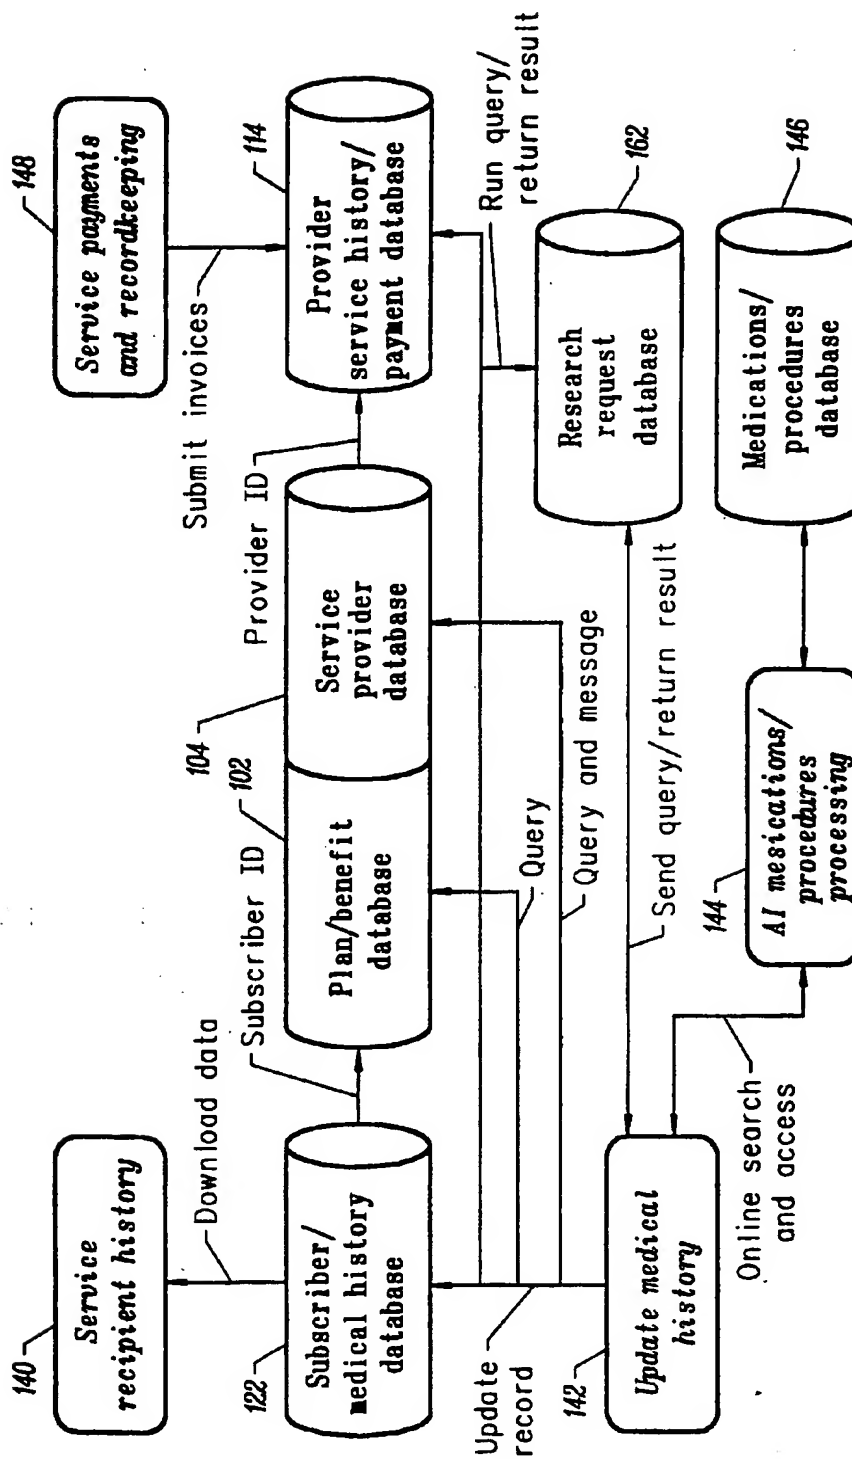 140
Service
recipient history
148
Service payments
and recordkeeping
Download data
Submit invoices
122
Subscriber/
medical history
database
Subscriber ID
102
Plan/benefit
database
104
Service
provider
database
Provider ID
114
Provider
service history/
payment database
Update
record
Query
Query and message
Run query/
return result
142
Update medical
history
Send query/return result
162
Research
request
database
Online search
and access
144
AI mesications/
procedures
processing
146
Medications/
procedures
database